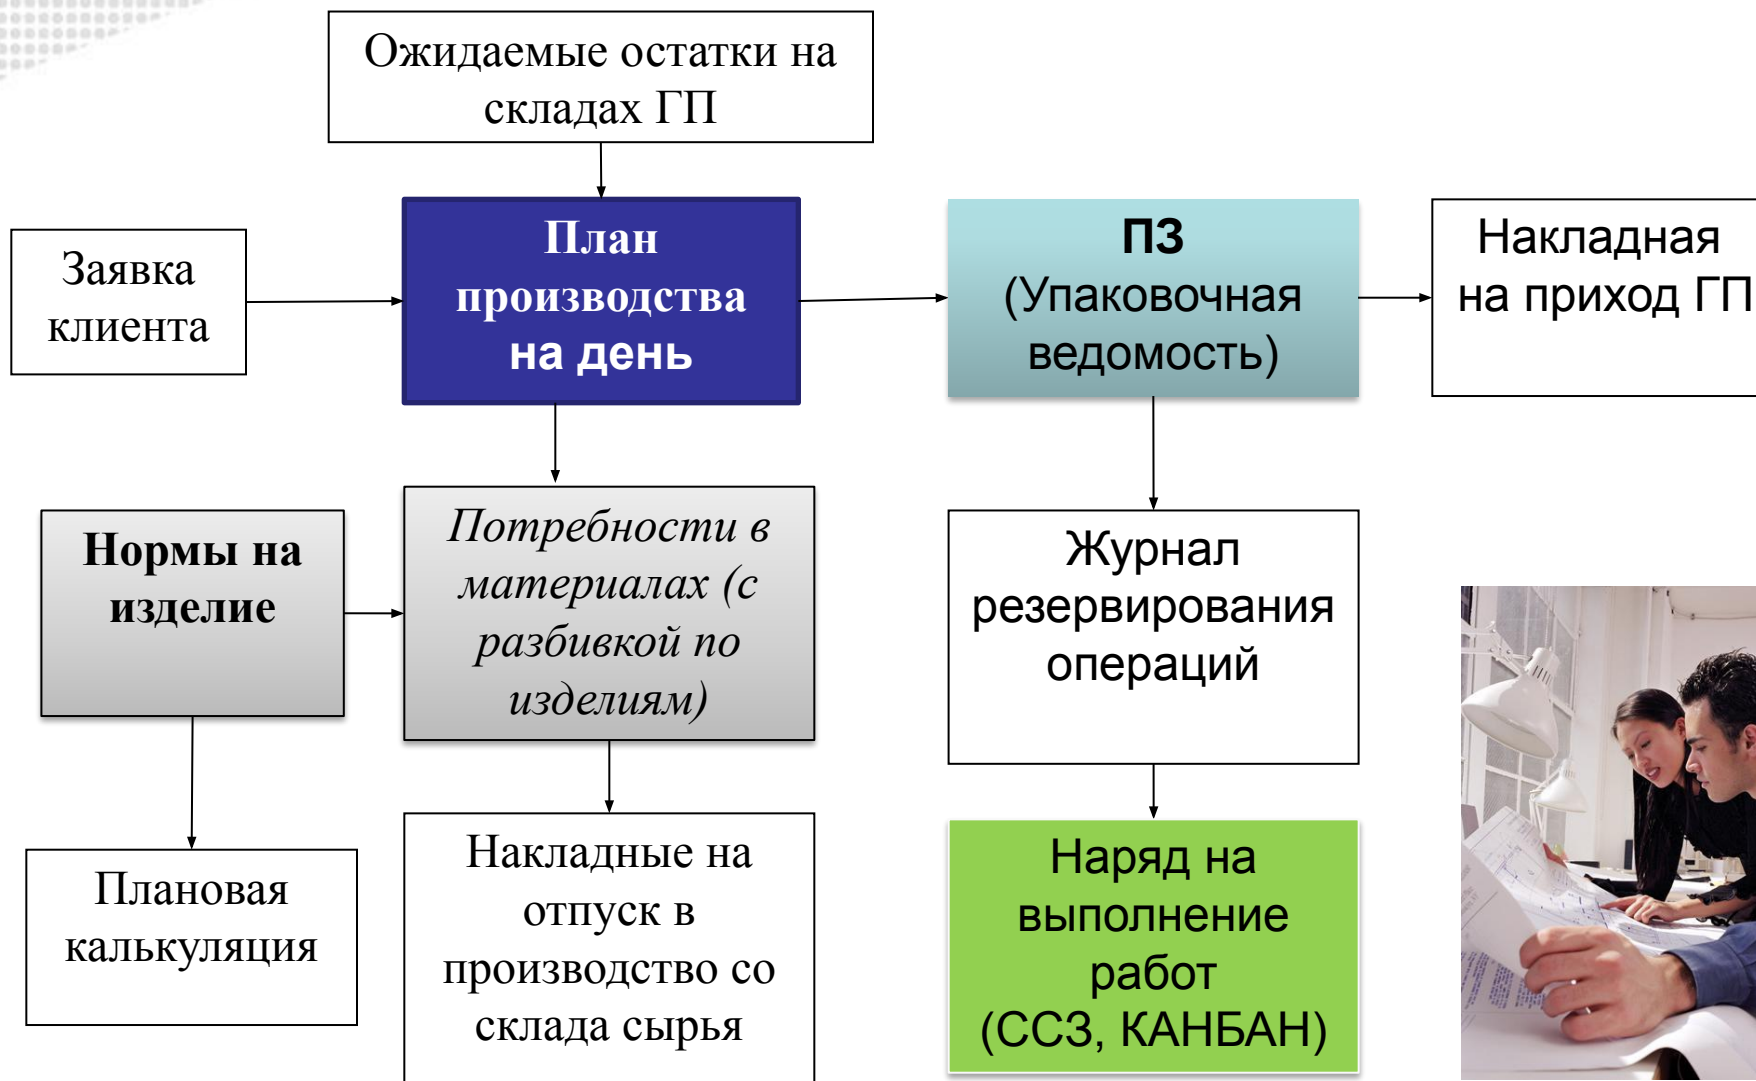 Ожидаемые остатки на
складах ГП
Заявка
клиента
План
производства
на день
ПЗ
(Упаковочная
ведомость)
Накладная
на приход ГП
Нормы на
изделие
Потребности в
материалах (с
разбивкой по
изделиям)
Журнал
резервирования
операций
Плановая
калькуляция
Накладные на
отпуск в
производство со
склада сырья
Наряд на
выполнение
работ
(ССЗ, КАНБАН)